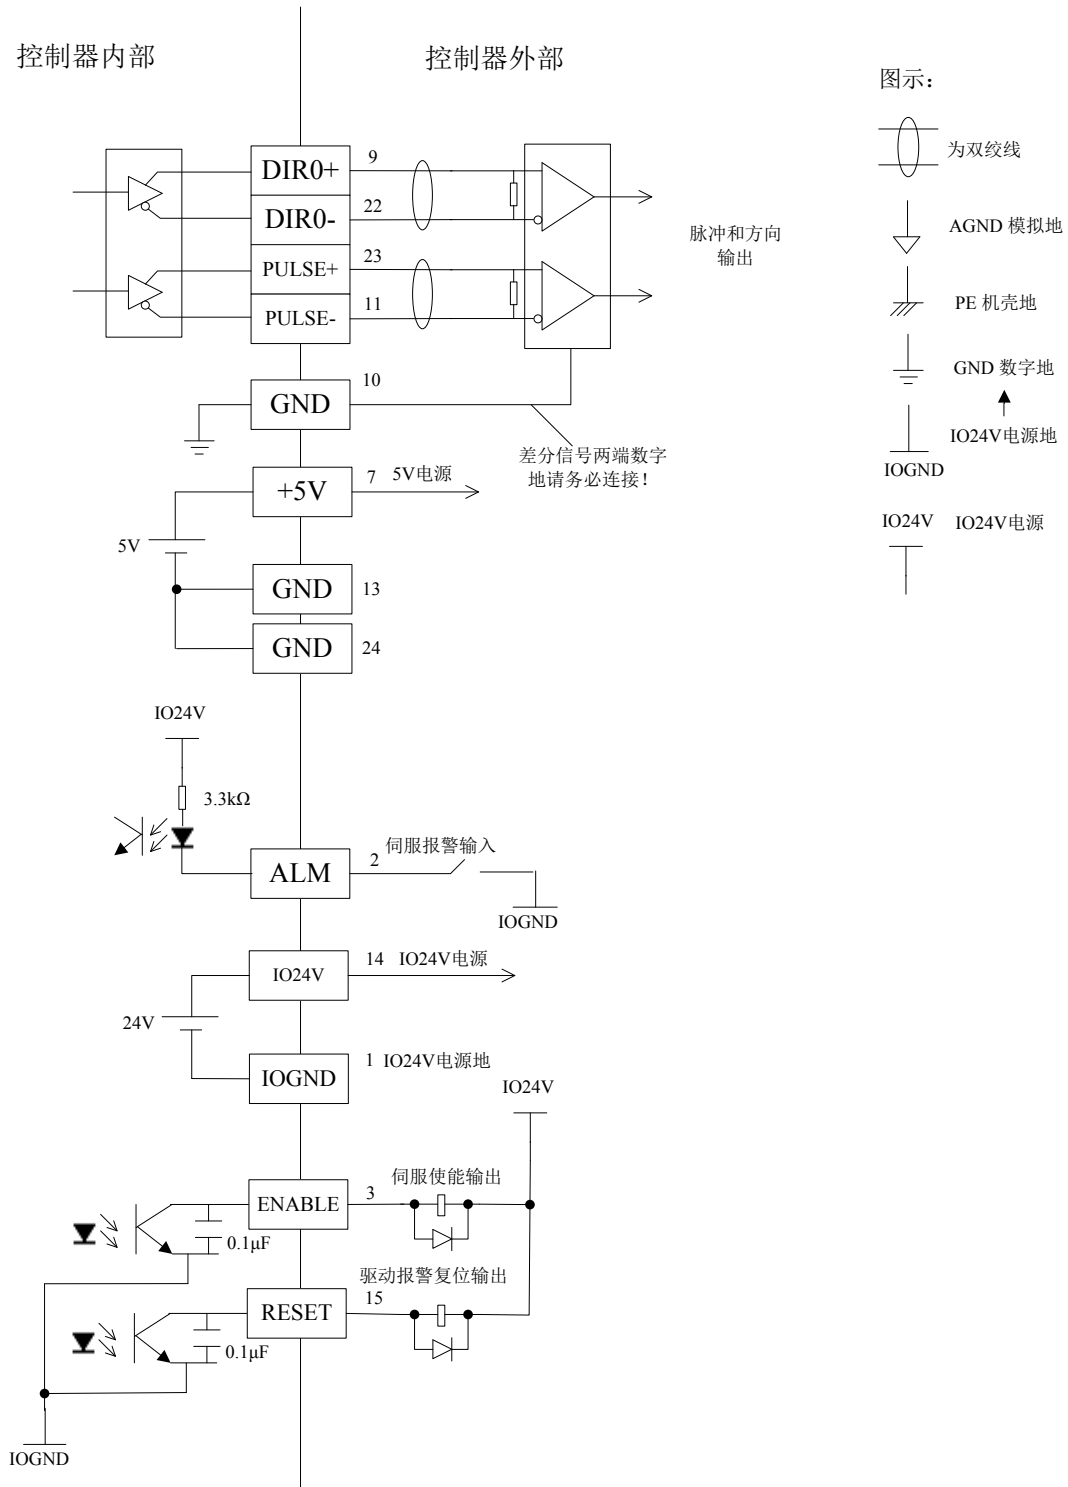 控制器内部
控制器外部
图示：
DIR0+
9
DIR0-
22
PULSE+
23
PULSE-
11
脉冲和方向
输出
GND
10
差分信号两端数字
地请务必连接！
+5V
7
5V电源
5V
GND
13
GND
24
IO24V
3.3kΩ
ALM
2
伺服报警输入
IOGND
IO24V
14
IO24V电源
24V
IOGND
1
IO24V电源地
IO24V
ENABLE
3
伺服使能输出
0.1μF
驱动报警复位输出
RESET
15
0.1μF
IOGND
为双绞线
AGND 模拟地
PE 机壳地
GND 数字地
IO24V电源地
IOGND
IO24V
IO24V电源